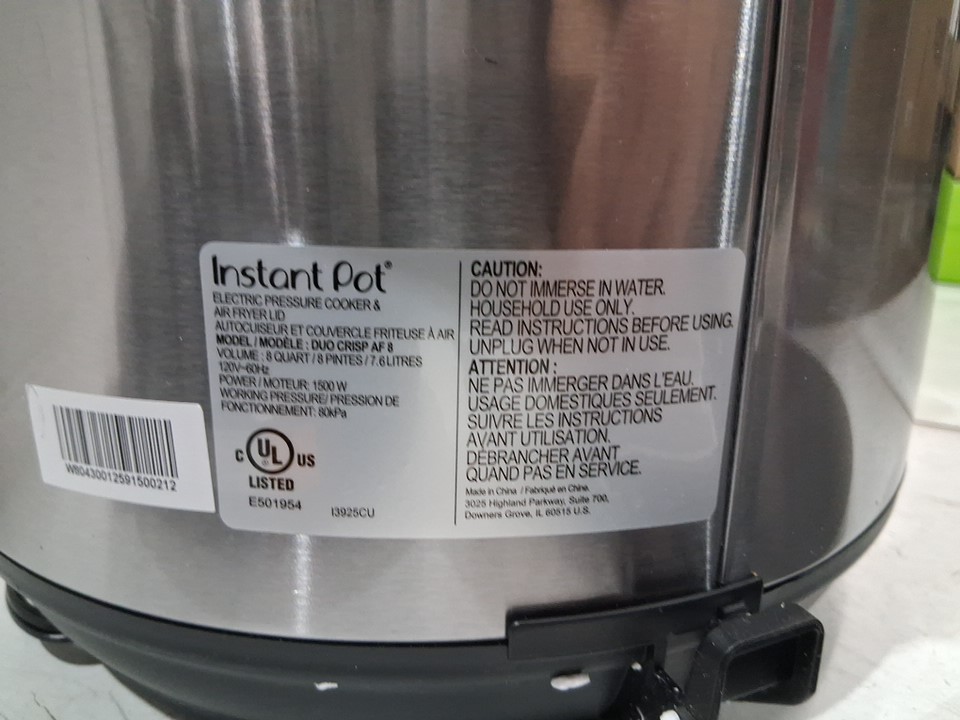 Instant Pot®
ELECTRIC PRESSURE COOKER &
AIR FRYER LID
AUTOCUISEUR ET COUVERCLE FRITEUSE À AIR
MODEL / MODÈLE : DUO CRISP AF 8
VOLUME : 8 QUART / 8 PINTES / 7.6 LITRES
120V~60Hz
POWER / MOTEUR: 1500 W
WORKING PRESSURE/ PRESSION DE
FONCTIONNEMENT: 80kPa
C UL US
LISTED
E501954
I3925CU
CAUTION:
DO NOT IMMERSE IN WATER.
HOUSEHOLD USE ONLY.
READ INSTRUCTIONS BEFORE USING.
UNPLUG WHEN NOT IN USE.
ATTENTION :
NE PAS IMMERGER DANS L'EAU.
USAGE DOMESTIQUES SEULEMENT.
SUIVRE LES INSTRUCTIONS
AVANT UTILISATION.
DÉBRANCHER AVANT
QUAND PAS EN SERVICE.
Made in China / Fabriqué en Chine.
3025 Highland Parkway, Suite 700,
Downers Grove, IL 60515 U.S.